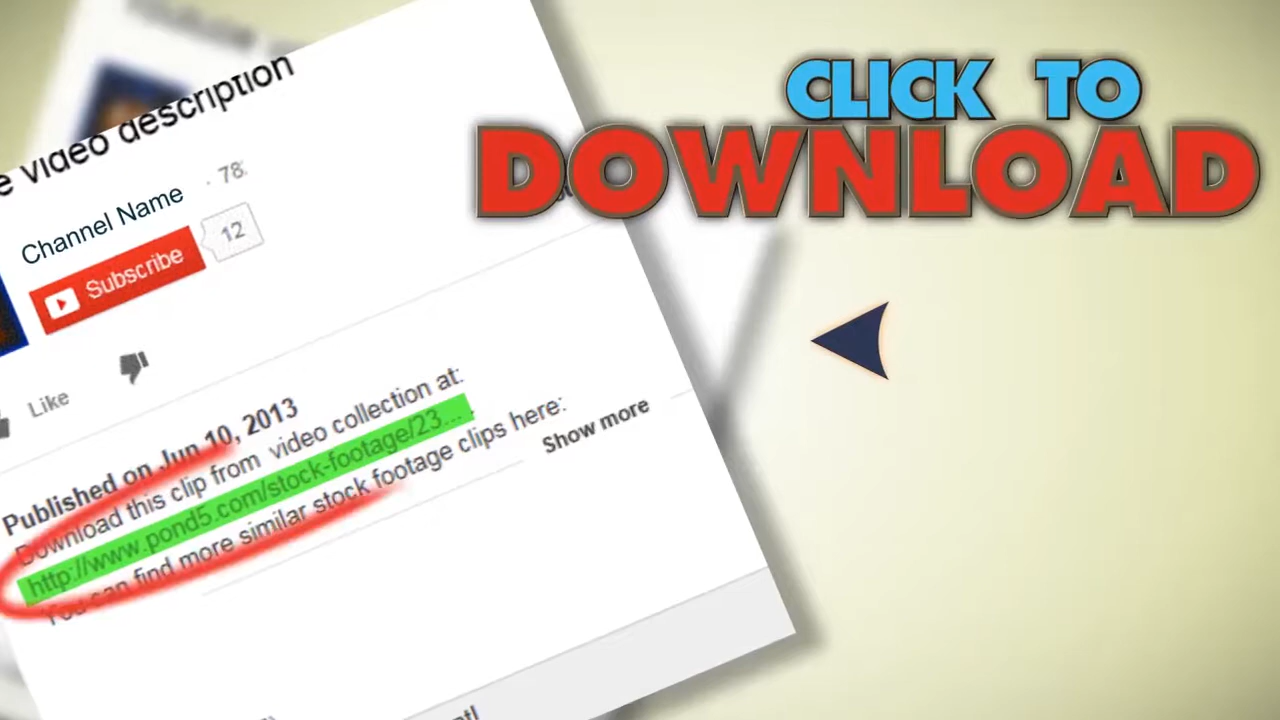 CLICK TO
DOWNLOAD
video description
Channel Name
Subscribe
12
Like
Published on Jun 10, 2013
Download this clip from video collection at:
http://www.pond5.com/stock-footage/23...
You can find more similar stock footage clips here:
Show more